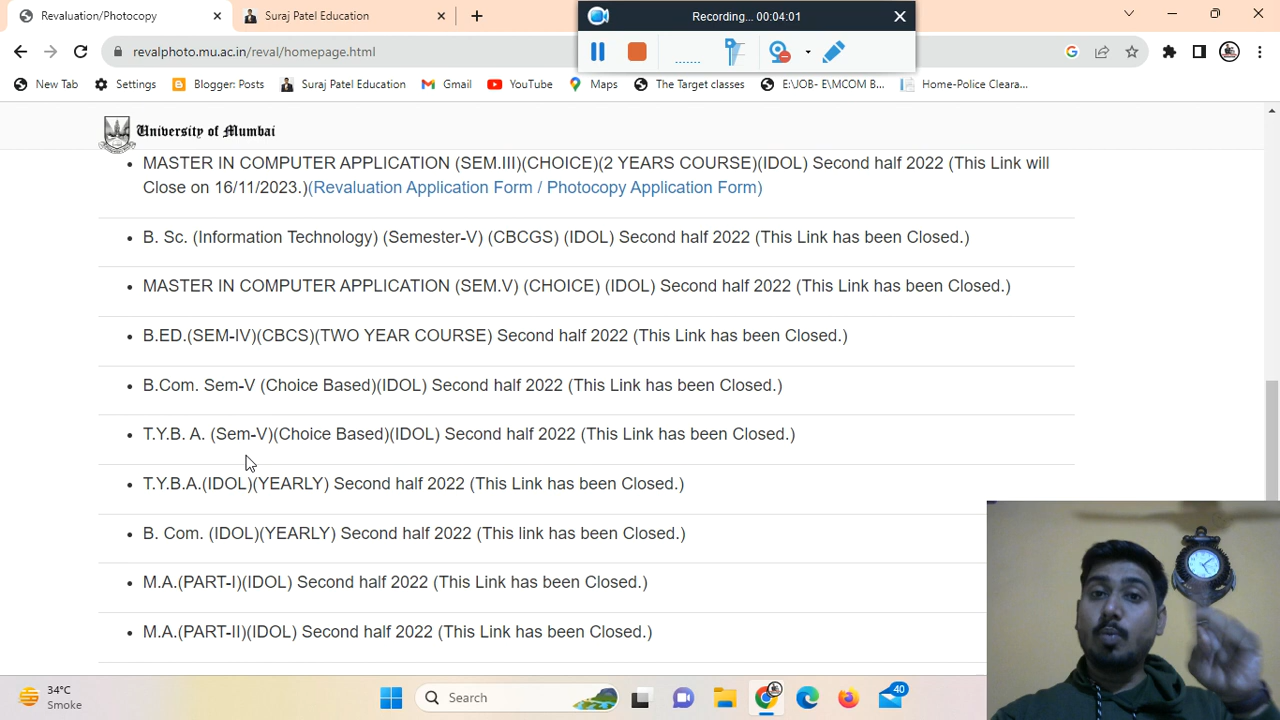 Revaluation/Photocopy
Suraj Patel Education
Recording... 00:04:01
revalphoto.mu.ac.in/reval/homepage.html
New Tab
Settings
Blogger: Posts
Suraj Patel Education
Gmail
YouTube
Maps
The Target classes
E:\JOB- E\MCOM B...
Home-Police Cleara...
University of Mumbai
MASTER IN COMPUTER APPLICATION (SEM.III)(CHOICE)(2 YEARS COURSE)(IDOL) Second half 2022 (This Link will
Close on 16/11/2023.)(Revaluation Application Form / Photocopy Application Form)
B. Sc. (Information Technology) (Semester-V) (CBCGS) (IDOL) Second half 2022 (This Link has been Closed.)
MASTER IN COMPUTER APPLICATION (SEM.V) (CHOICE) (IDOL) Second half 2022 (This Link has been Closed.)
B.ED.(SEM-IV)(CBCS)(TWO YEAR COURSE) Second half 2022 (This Link has been Closed.)
B.Com. Sem-V (Choice Based)(IDOL) Second half 2022 (This Link has been Closed.)
T.Y.B. A. (Sem-V)(Choice Based)(IDOL) Second half 2022 (This Link has been Closed.)
T.Y.B.A.(IDOL)(YEARLY) Second half 2022 (This Link has been Closed.)
B. Com. (IDOL)(YEARLY) Second half 2022 (This link has been Closed.)
M.A.(PART-I)(IDOL) Second half 2022 (This Link has been Closed.)
M.A.(PART-II)(IDOL) Second half 2022 (This Link has been Closed.)
34°C
Smoke
Search
40